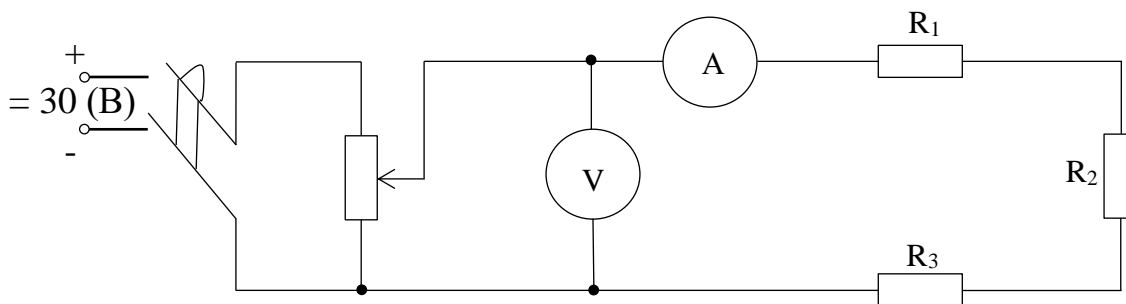 R₁
+
A
= 30 (В)
-
V
R₂
R₃